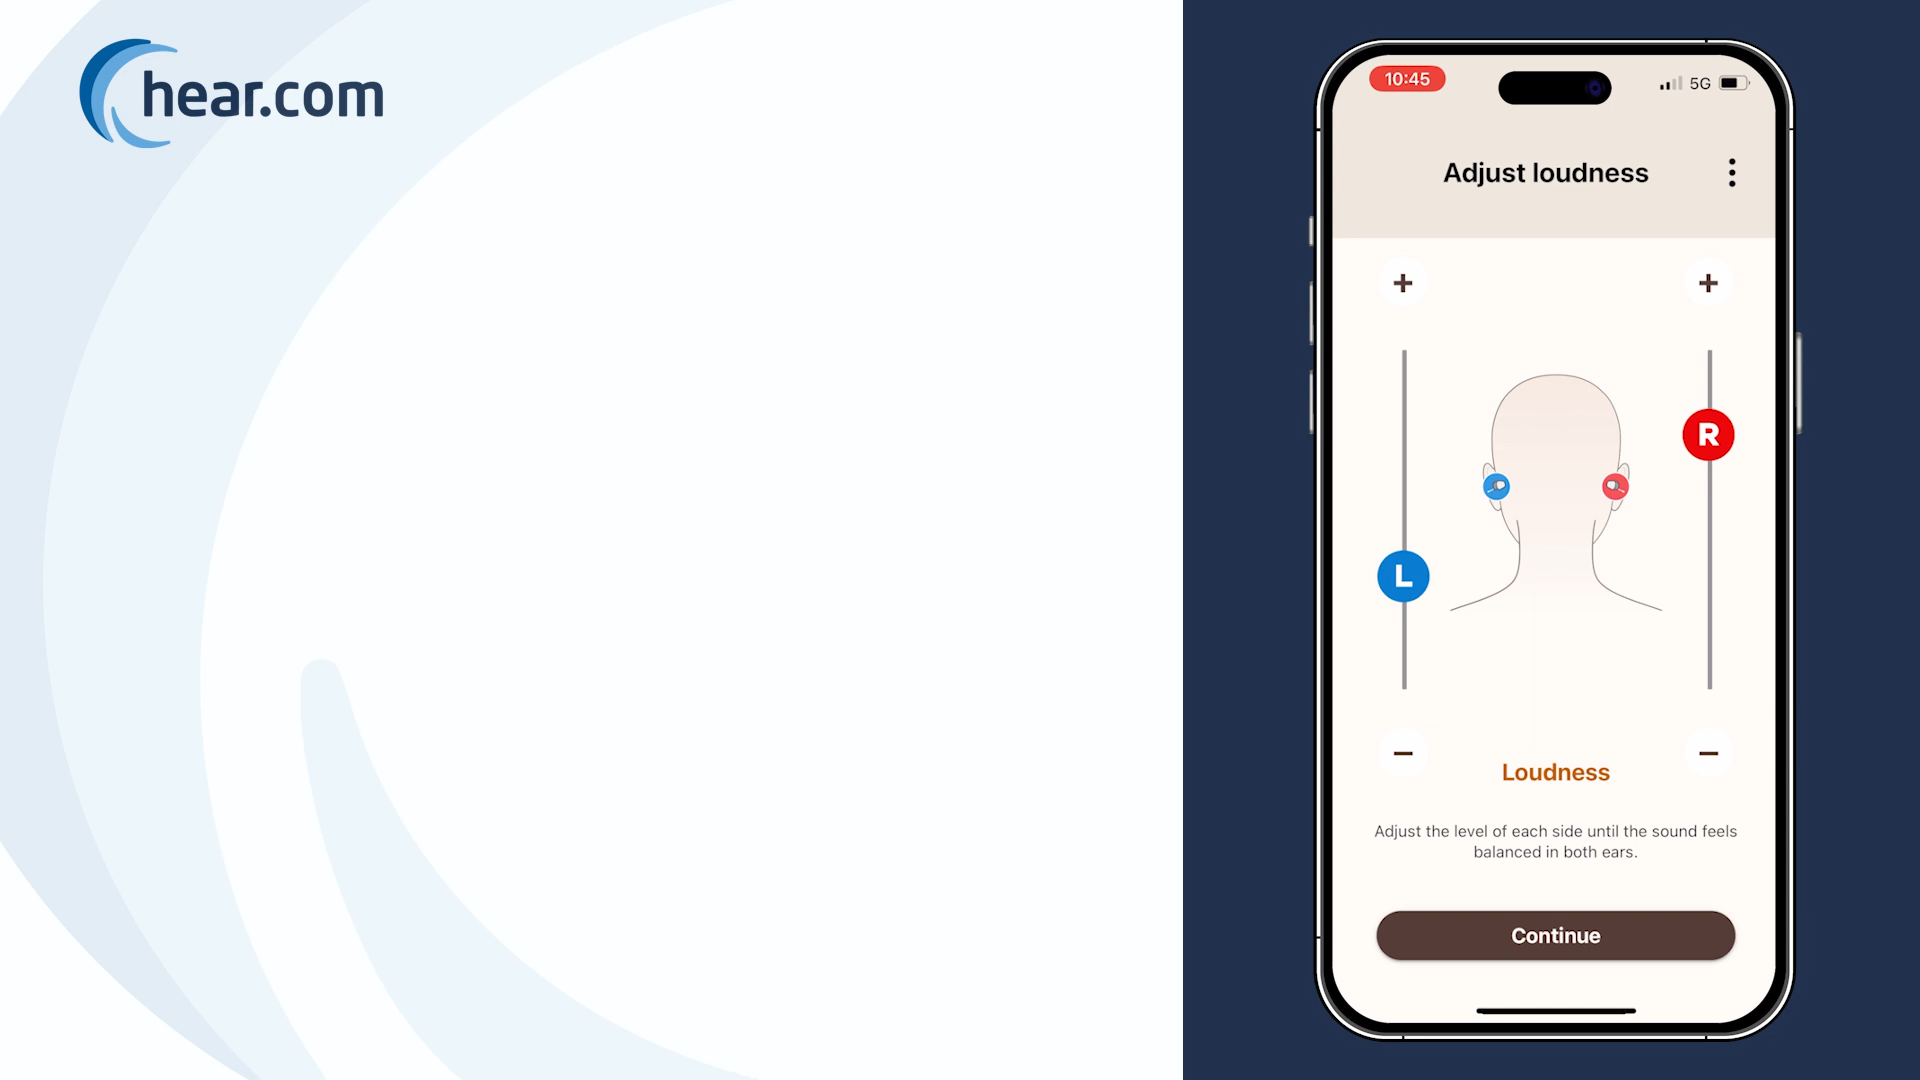 hear.com
10:45
5G
Adjust loudness
+
+
R
L
−
−
Loudness
Adjust the level of each side until the sound feels
balanced in both ears.
Continue